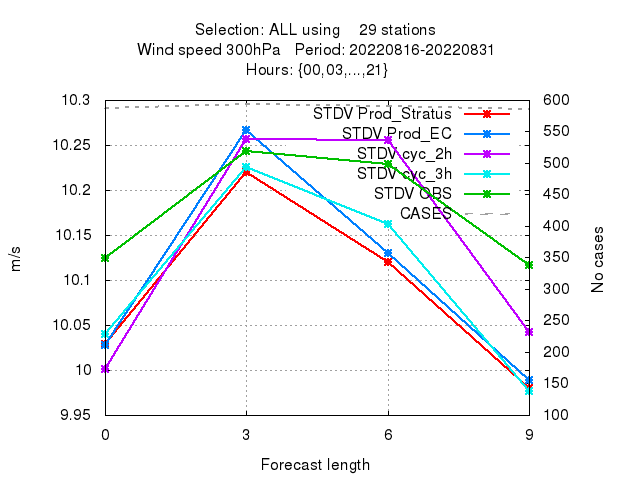 Selection: ALL using 29 stations
Wind speed 300hPa Period: 20220816-20220831
Hours: {00,03,...,21}
10.3
10.25
10.2
10.15
10.1
10.05
10
9.95
m/s
600
550
500
450
400
350
300
250
200
150
100
No cases
STDV Prod_Stratus
STDV Prod_EC
STDV cyc_2h
STDV cyc_3h
STDV OBS
CASES
0 3 6 9
Forecast length